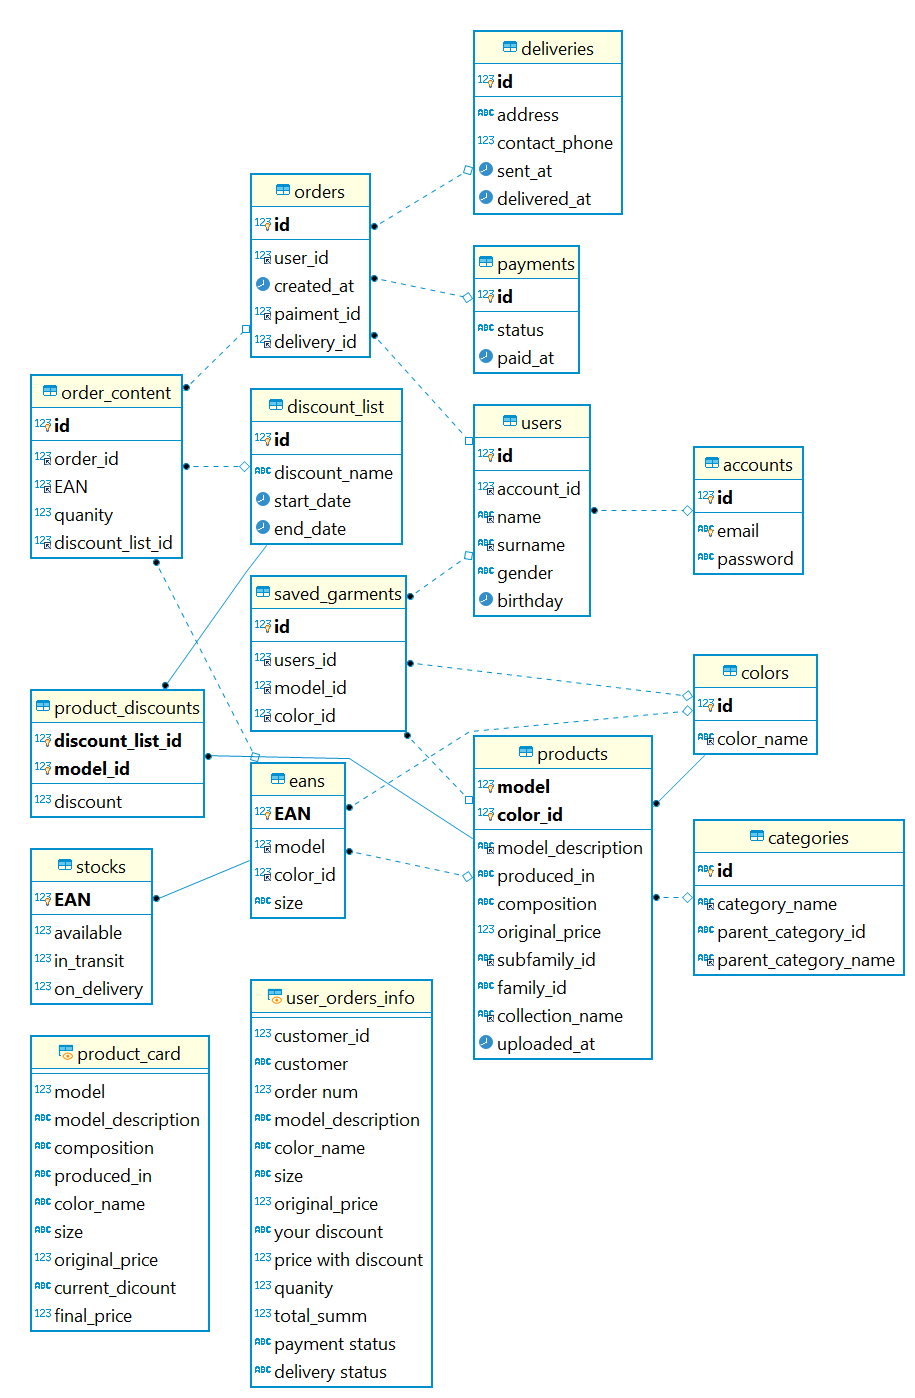 deliveries
id
address
contact_phone
sent_at
delivered_at
orders
id
user_id
created_at
paiment_id
delivery_id
payments
id
status
paid_at
order_content
id
order_id
EAN
quanity
discount_list_id
discount_list
id
discount_name
start_date
end_date
users
id
account_id
name
surname
gender
birthday
accounts
id
email
password
saved_garments
id
users_id
model_id
color_id
colors
id
color_name
product_discounts
discount_list_id
model_id
discount
eans
EAN
model
color_id
size
products
model
color_id
model_description
produced_in
composition
original_price
subfamily_id
family_id
collection_name
uploaded_at
categories
id
category_name
parent_category_id
parent_category_name
stocks
EAN
available
in_transit
on_delivery
product_card
model
model_description
composition
produced_in
color_name
size
original_price
current_dicount
final_price
user_orders_info
customer_id
customer
order num
model_description
color_name
size
original_price
your discount
price with discount
quanity
total_summ
payment status
delivery status